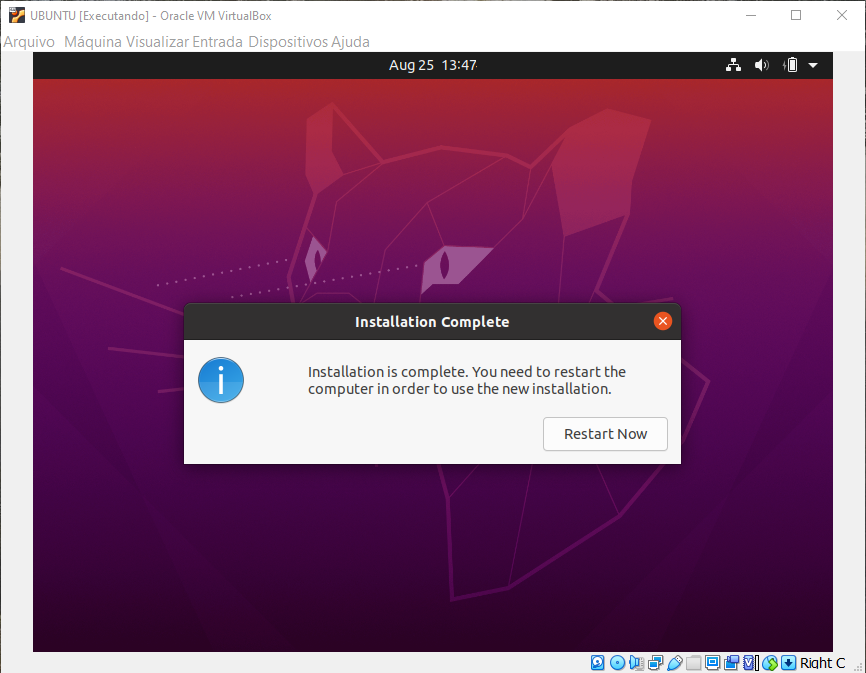 UBUNTU [Executando] - Oracle VM VirtualBox
Arquivo Máquina Visualizar Entrada Dispositivos Ajuda
Aug 25 13:47
Installation Complete
Installation is complete. You need to restart the
computer in order to use the new installation.
Restart Now
Right C